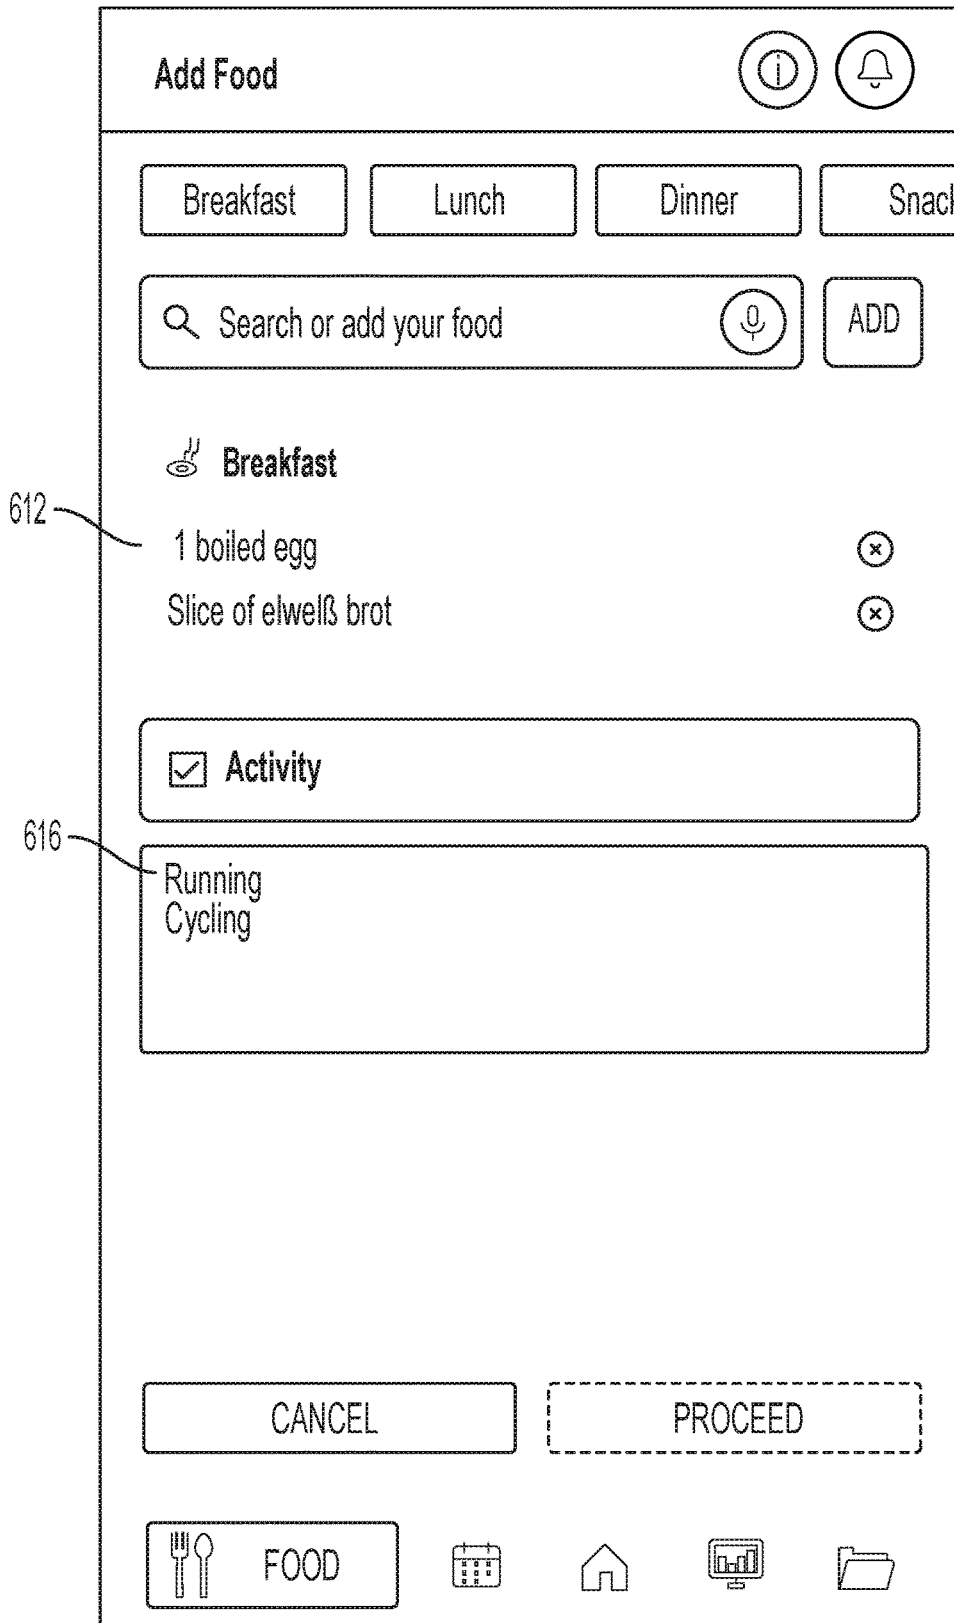 Add Food
Breakfast Lunch Dinner Snack
Search or add your food ADD
Breakfast
612
1 boiled egg
Slice of elwelß brot
Activity
616
Running
Cycling
CANCEL PROCEED
FOOD